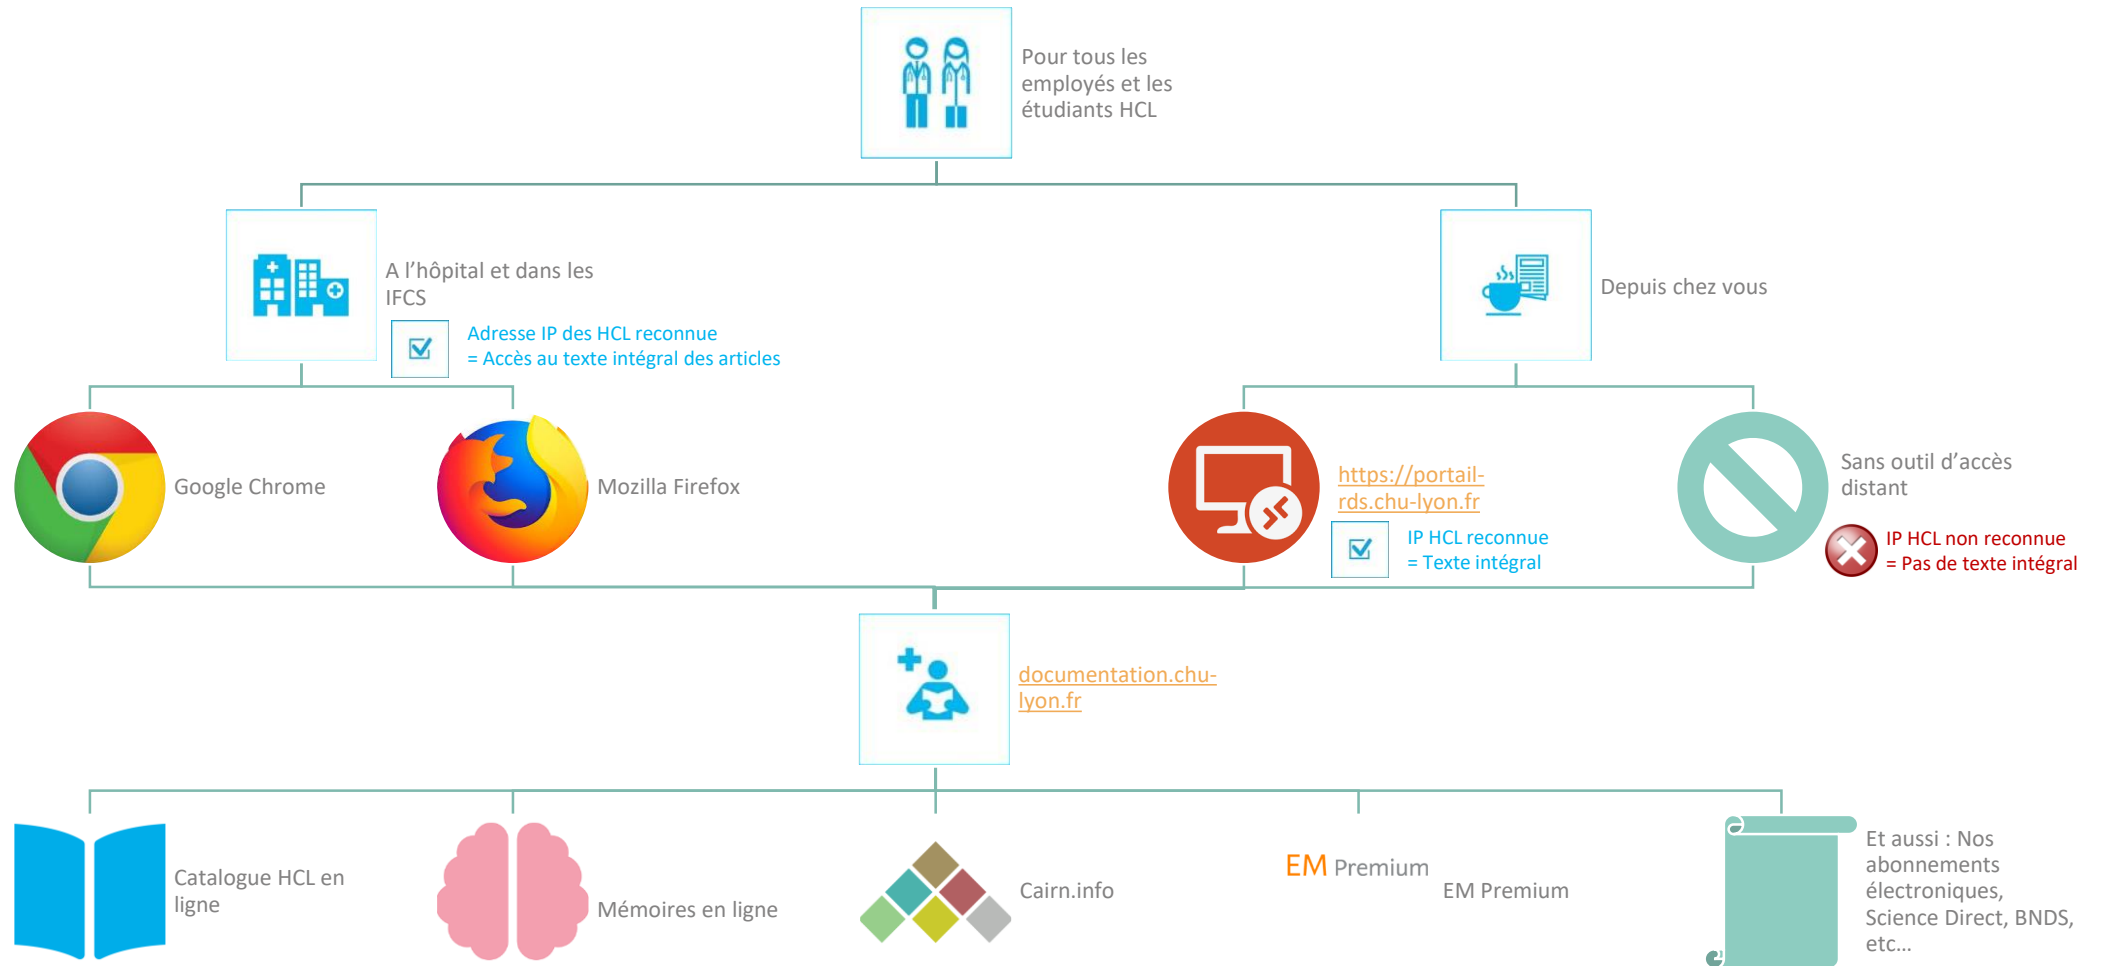 Pour tous les
employés et les
étudiants HCL
A l’hôpital et dans les
IFCS
Adresse IP des HCL reconnue
= Accès au texte intégral des articles
Depuis chez vous
Google Chrome
Mozilla Firefox
https://portail-
rds.chu-lyon.fr
IP HCL reconnue
= Texte intégral
Sans outil d’accès
distant
IP HCL non reconnue
= Pas de texte intégral
documentation.chu-
lyon.fr
Catalogue HCL en
ligne
Mémoires en ligne
Cairn.info
EM Premium
EM Premium
Et aussi : Nos
abonnements
électroniques,
Science Direct, BNDS,
etc…